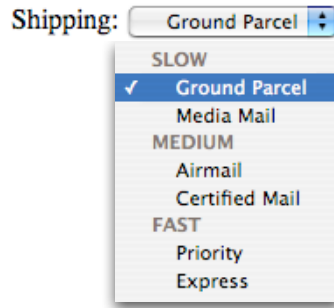 Shipping: Ground Parcel
SLOW
✓ Ground Parcel
Media Mail
MEDIUM
Airmail
Certified Mail
FAST
Priority
Express